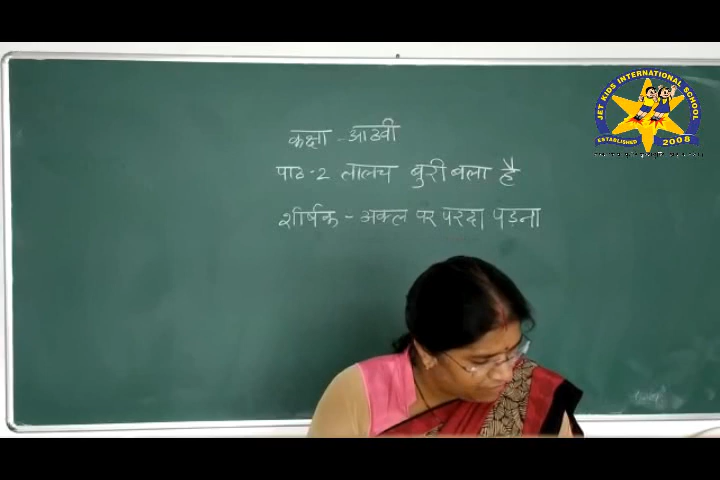 कक्षा - आठवी
पाठ-2 लालच बुरी बला है
शीर्षक - अक्ल पर परदा पड़ना
JET KIDS INTERNATIONAL SCHOOL
ESTABLISHED 2008